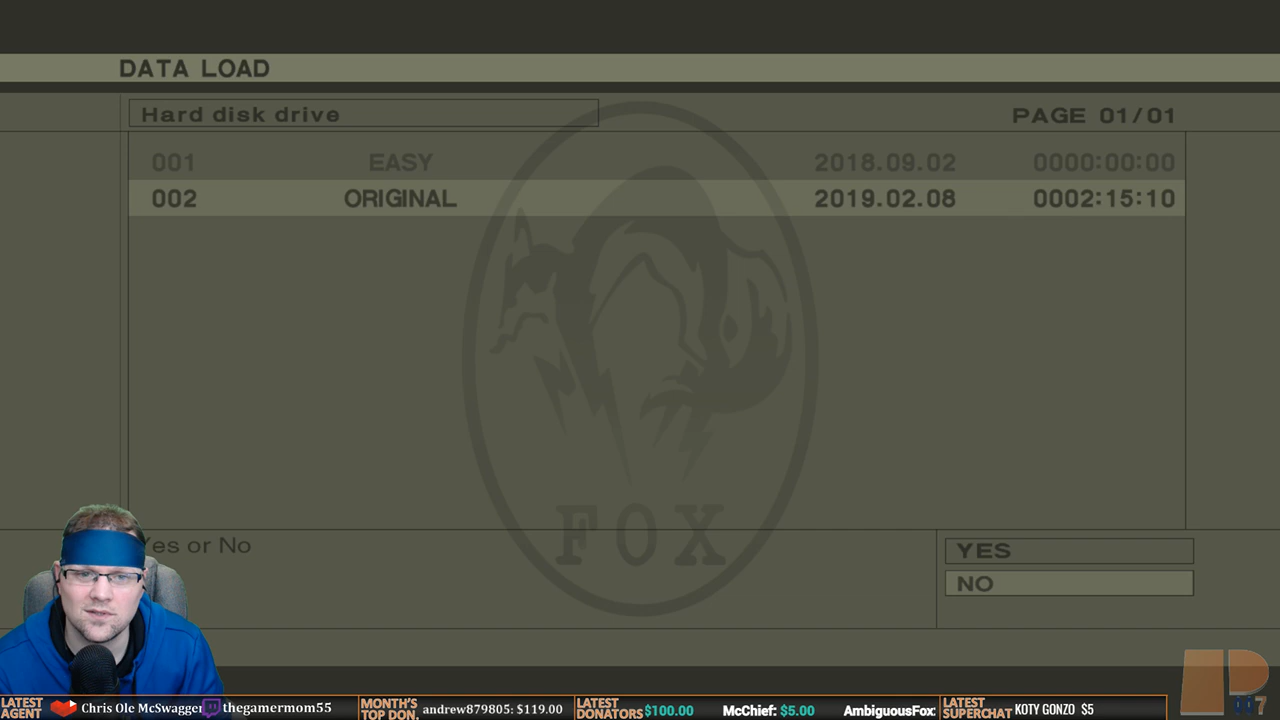 DATA LOAD
Hard disk drive PAGE 01/01
001 EASY 2018.09.02 0000:00:00
002 ORIGINAL 2019.02.08 0002:15:10
FOX
Yes or No
YES
NO
LATEST AGENT Chris Ole McSwagger thegamermom55
MONTH'S TOP DON. andrew879805: $119.00
LATEST DONATORS $100.00 McChief: $5.00 AmbiguousFox:
LATEST SUPERCHAT KOTY GONZO $5